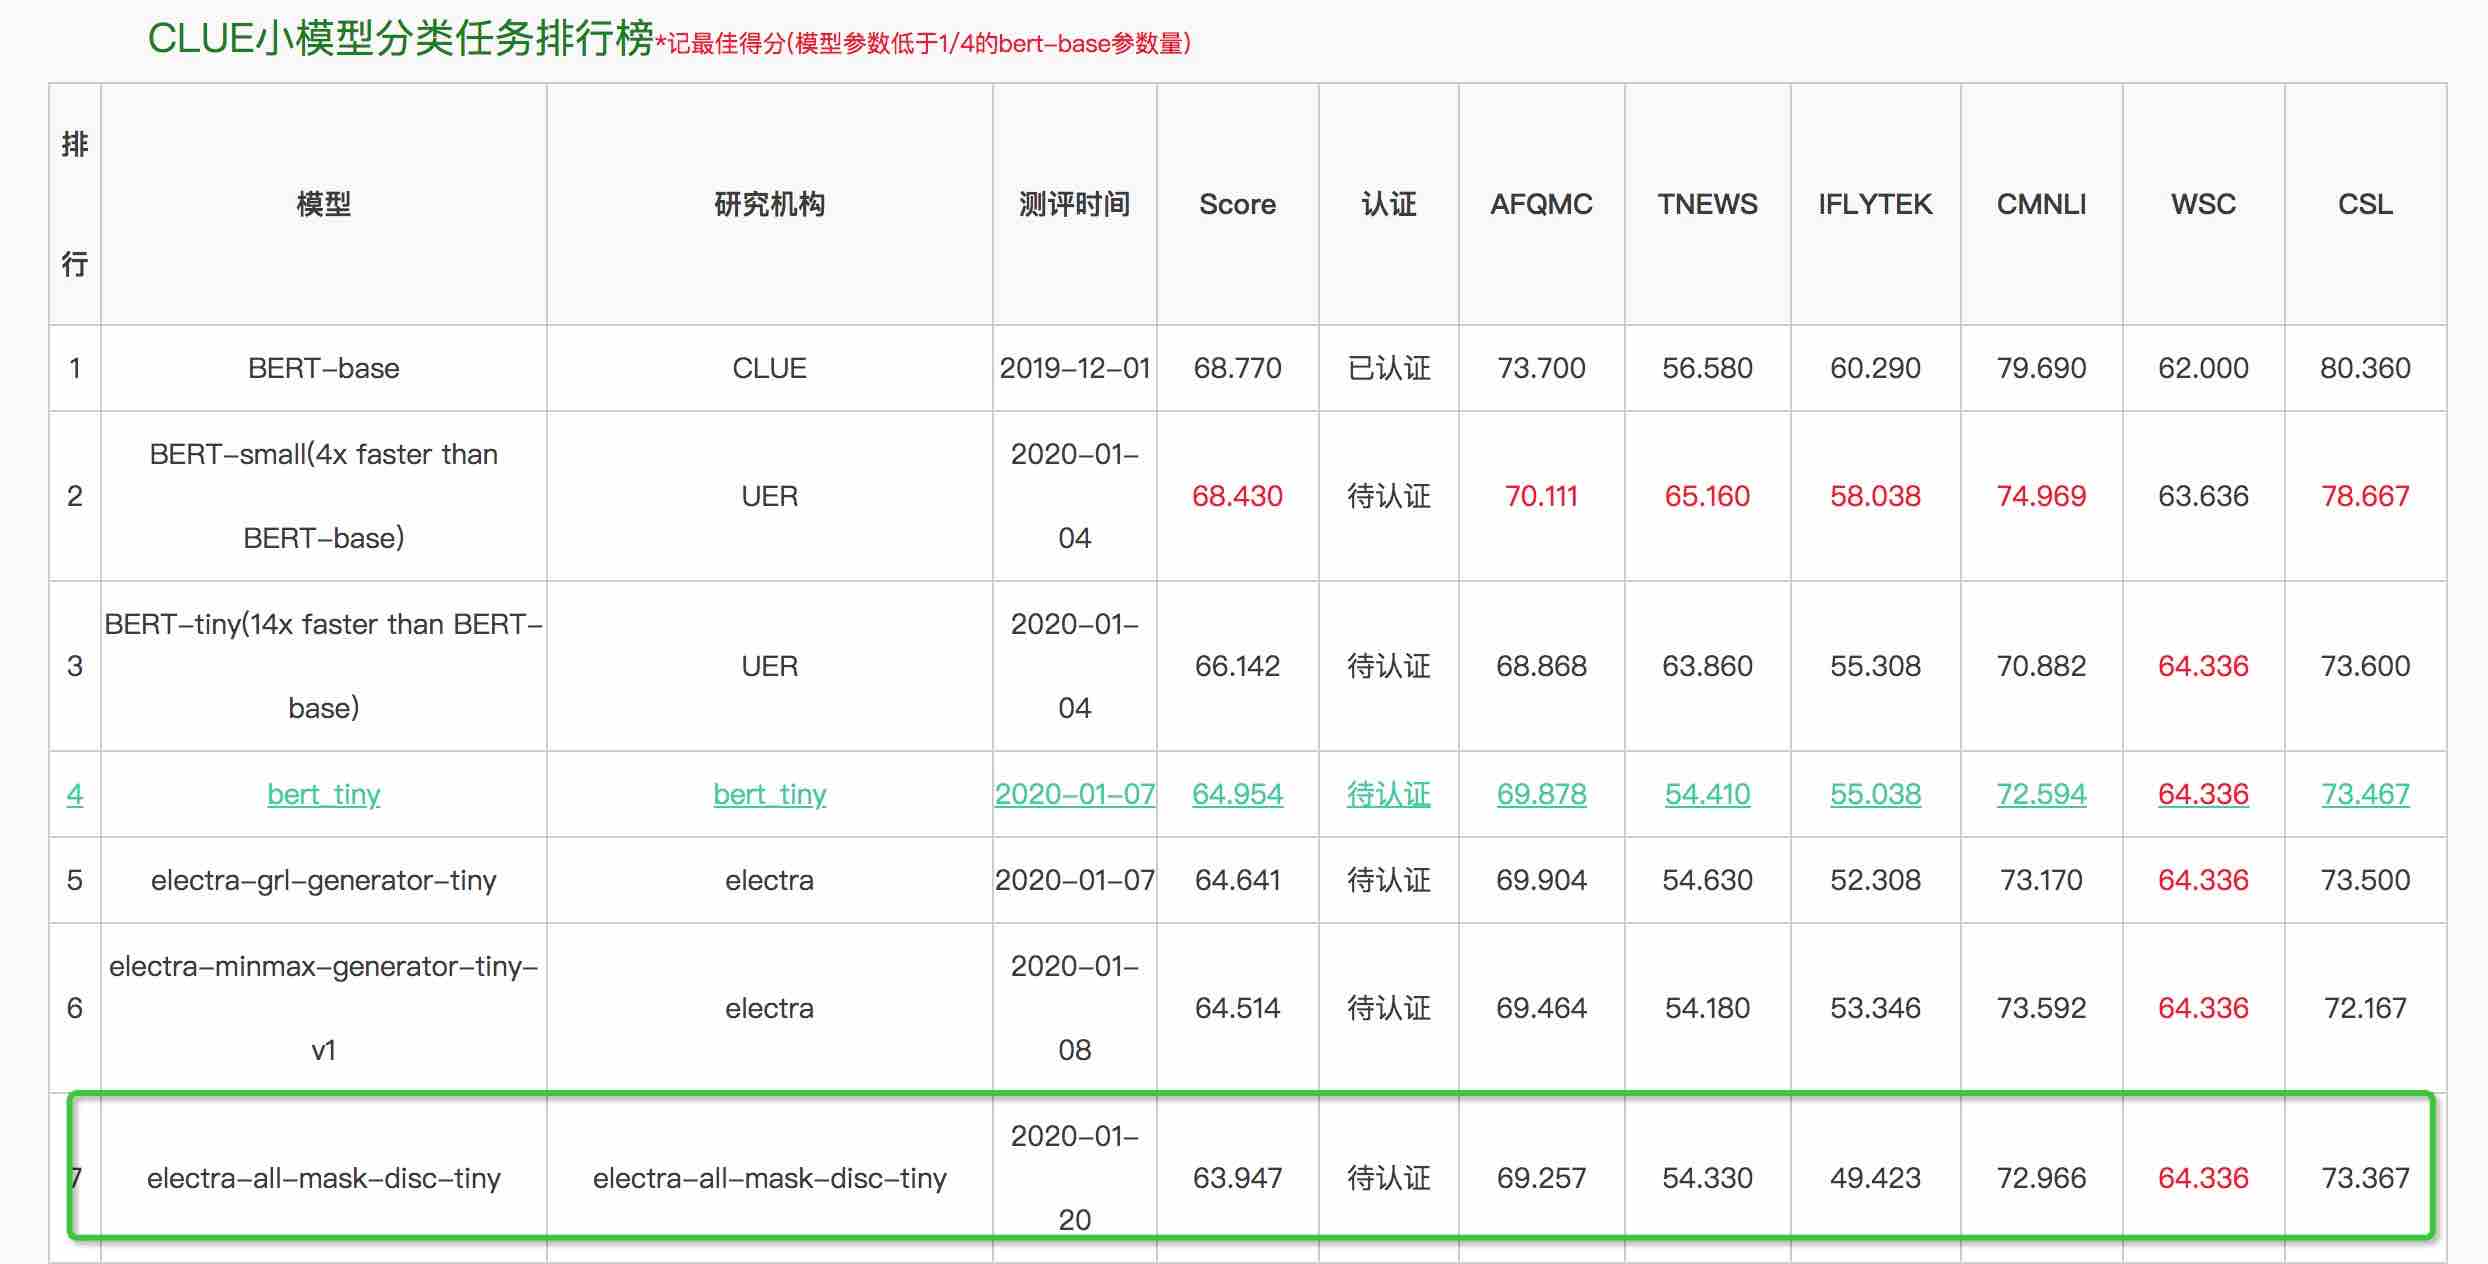 CLUE小模型分类任务排行榜*记最佳得分(模型参数低于1/4的bert-base参数量)
排行 模型 研究机构 测评时间 Score 认证 AFQMC TNEWS IFLYTEK CMNLI WSC CSL
1 BERT-base CLUE 2019-12-01 68.770 已认证 73.700 56.580 60.290 79.690 62.000 80.360
2 BERT-small(4x faster than BERT-base) UER 2020-01-04 68.430 待认证 70.111 65.160 58.038 74.969 63.636 78.667
3 BERT-tiny(14x faster than BERT-base) UER 2020-01-04 66.142 待认证 68.868 63.860 55.308 70.882 64.336 73.600
4 bert_tiny bert_tiny 2020-01-07 64.954 待认证 69.878 54.410 55.038 72.594 64.336 73.467
5 electra-grl-generator-tiny electra 2020-01-07 64.641 待认证 69.904 54.630 52.308 73.170 64.336 73.500
6 electra-minmax-generator-tiny-v1 electra 2020-01-08 64.514 待认证 69.464 54.180 53.346 73.592 64.336 72.167
7 electra-all-mask-disc-tiny electra-all-mask-disc-tiny 2020-01-20 63.947 待认证 69.257 54.330 49.423 72.966 64.336 73.367